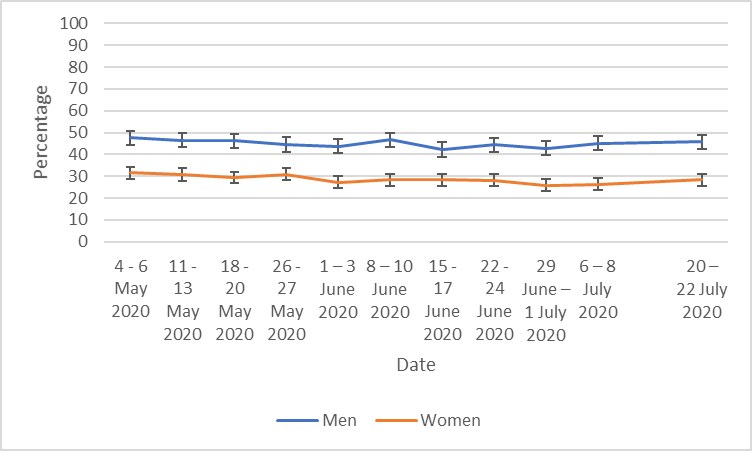 100
90
80
70
60
50
40
30
20
10
0
Percentage
4 - 6
May
2020
11 -
13
May
2020
18 -
20
May
2020
26 -
27
May
2020
1 – 3
June
2020
8 – 10
June
2020
15 -
17
June
2020
22 -
24
June
2020
29
June –
1 July
2020
6 – 8
July
2020
20 –
22 July
2020
Date
Men
Women